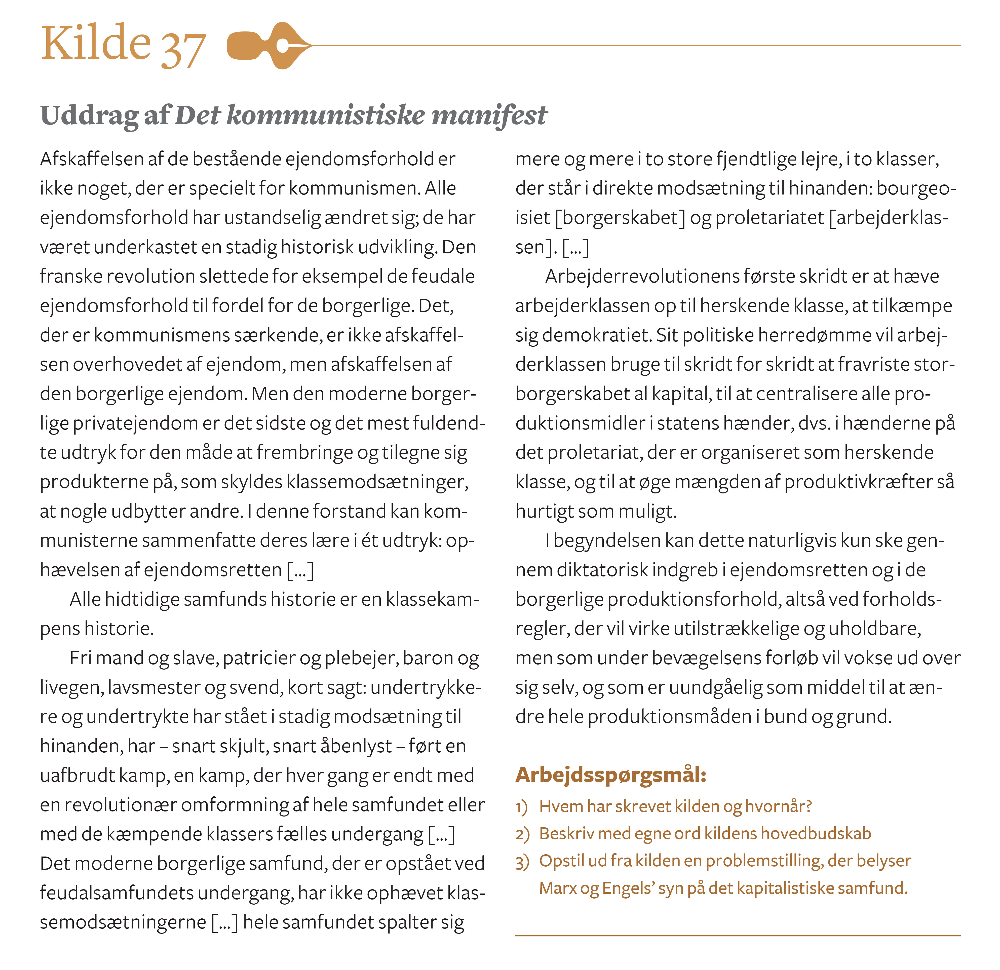 Kilde 37
Uddrag af Det kommunistiske manifest
Afskaffelsen af de bestående ejendomsforhold er
ikke noget, der er specielt for kommunismen. Alle
ejendomsforhold har ustandselig ændret sig; de har
været underkastet en stadig historisk udvikling. Den
franske revolution slettede for eksempel de feudale
ejendomsforhold til fordel for de borgerlige. Det,
der er kommunismens særkende, er ikke afskaffel-
sen overhovedet af ejendom, men afskaffelsen af
den borgerlige ejendom. Men den moderne borger-
lige privatejendom er det sidste og det mest fuldend-
te udtryk for den måde at frembringe og tilegne sig
produkterne på, som skyldes klassemodsætninger,
at nogle udbytter andre. I denne forstand kan kom-
munisterne sammenfatte deres lære i ét udtryk: op-
hævelsen af ejendomsretten [...]
Alle hidtidige samfunds historie er en klassekam-
pens historie.
Fri mand og slave, patricier og plebejer, baron og
livegen, lavsmester og svend, kort sagt: undertrykke-
re og undertrykte har stået i stadig modsætning til
hinanden, har – snart skjult, snart åbenlyst – ført en
uafbrudt kamp, en kamp, der hver gang er endt med
en revolutionær omformning af hele samfundet eller
med de kæmpende klassers fælles undergang [...]
Det moderne borgerlige samfund, der er opstået ved
feudalsamfundets undergang, har ikke ophævet klas-
semodsætningerne [...] hele samfundet spalter sig
mere og mere i to store fjendtlige lejre, i to klasser,
der står i direkte modsætning til hinanden: bourgeo-
isiet [borgerskabet] og proletariatet [arbejderklas-
sen]. [...]
Arbejderrevolutionens første skridt er at hæve
arbejderklassen op til herskende klasse, at tilkæmpe
sig demokratiet. Sit politiske herredømme vil arbej-
derklassen bruge til skridt for skridt at fravriste stor-
borgerskabet al kapital, til at centralisere alle pro-
duktionsmidler i statens hænder, dvs. i hænderne på
det proletariat, der er organiseret som herskende
klasse, og til at øge mængden af produktivkræfter så
hurtigt som muligt.
I begyndelsen kan dette naturligvis kun ske gen-
nem diktatorisk indgreb i ejendomsretten og i de
borgerlige produktionsforhold, altså ved forholds-
regler, der vil virke utilstrækkelige og uholdbare,
men som under bevægelsens forløb vil vokse ud over
sig selv, og som er uundgåelig som middel til at æn-
dre hele produktionsmåden i bund og grund.
Arbejdsspørgsmål:
1) Hvem har skrevet kilden og hvornår?
2) Beskriv med egne ord kildens hovedbudskab
3) Opstil ud fra kilden en problemstilling, der belyser
Marx og Engels’ syn på det kapitalistiske samfund.